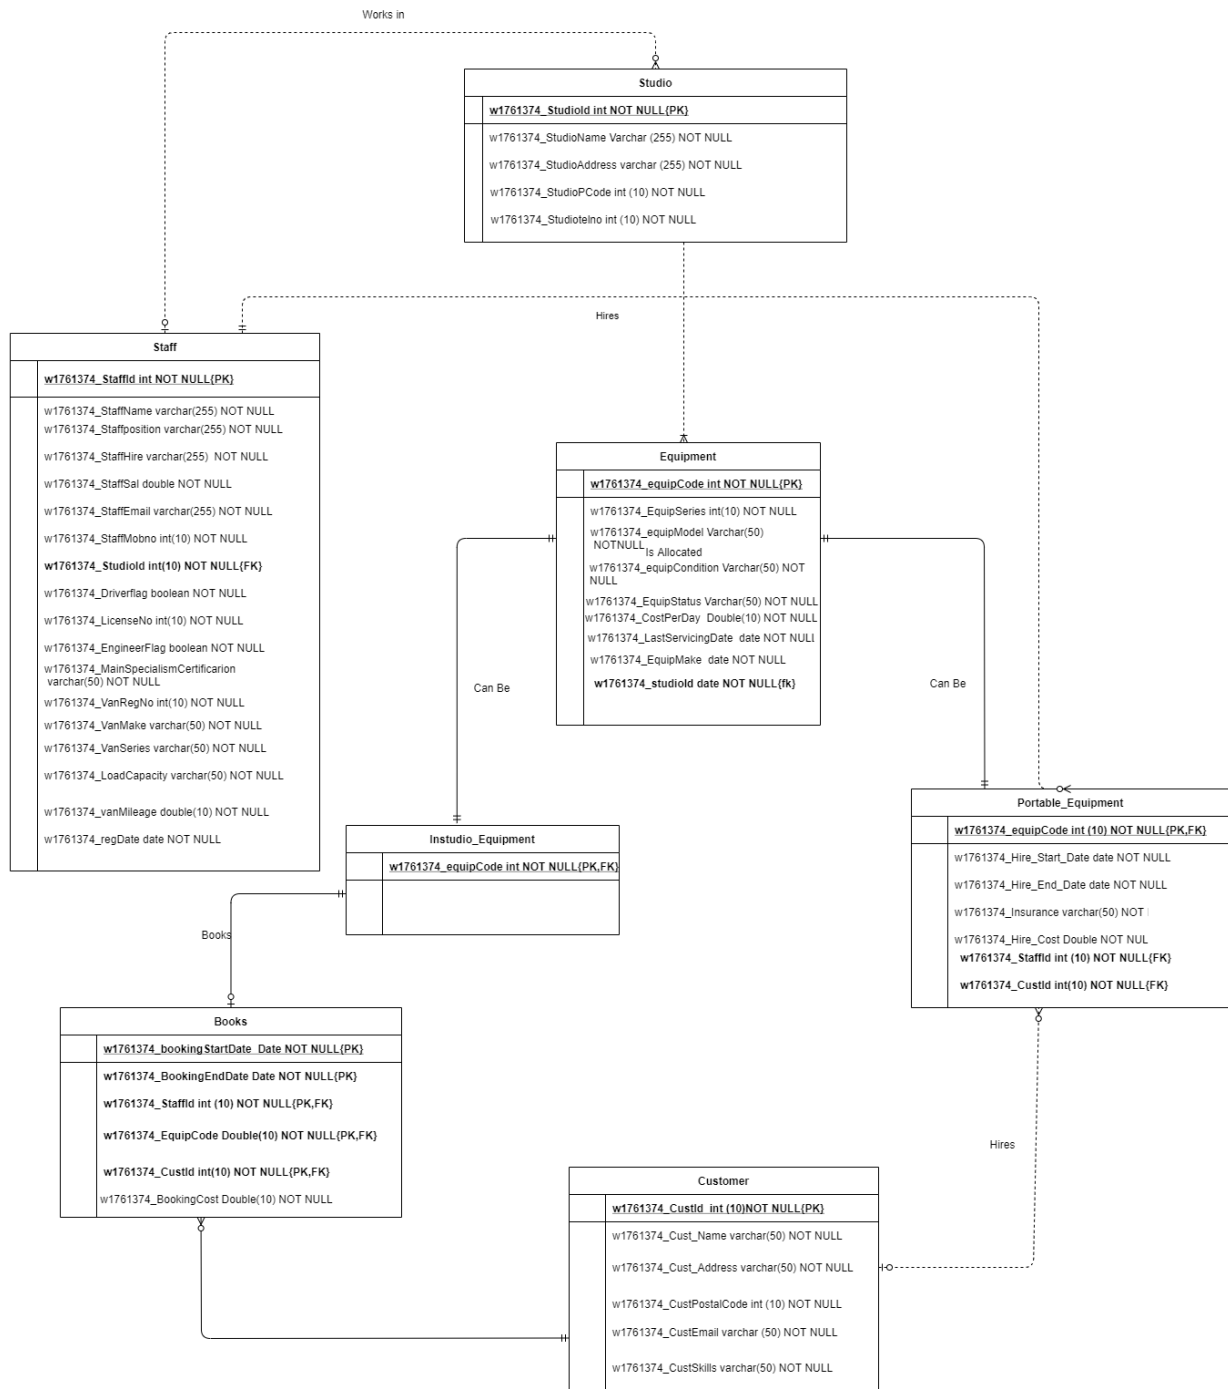 Works in
Studio
w1761374_StudioId int NOT NULL{PK}
w1761374_StudioName Varchar (255) NOT NULL
w1761374_StudioAddress varchar (255) NOT NULL
w1761374_StudioPCode int (10) NOT NULL
w1761374_Studiotelno int (10) NOT NULL
Hires
Staff
w1761374_StaffId int NOT NULL{PK}
w1761374_StaffName varchar(255) NOT NULL
w1761374_Staffposition varchar(255) NOT NULL
w1761374_StaffHire varchar(255) NOT NULL
w1761374_StaffSal double NOT NULL
w1761374_StaffEmail varchar(255) NOT NULL
w1761374_StaffMobno int(10) NOT NULL
w1761374_StudioId int(10) NOT NULL{FK}
w1761374_Driverflag boolean NOT NULL
w1761374_LicenseNo int(10) NOT NULL
w1761374_EngineerFlag boolean NOT NULL
w1761374_MainSpecialismCertificarion
varchar(50) NOT NULL
w1761374_VanRegNo int(10) NOT NULL
w1761374_VanMake varchar(50) NOT NULL
w1761374_VanSeries varchar(50) NOT NULL
w1761374_LoadCapacity varchar(50) NOT NULL
w1761374_vanMileage double(10) NOT NULL
w1761374_regDate date NOT NULL
Equipment
w1761374_equipCode int NOT NULL{PK}
w1761374_EquipSeries int(10) NOT NULL
w1761374_equipModel Varchar(50)
NOTNULL
Is Allocated
w1761374_equipCondition Varchar(50) NOT
NULL
w1761374_EquipStatus Varchar(50) NOT NULL
w1761374_CostPerDay Double(10) NOT NULL
w1761374_LastServicingDate date NOT NULL
w1761374_EquipMake date NOT NULL
w1761374_studioId date NOT NULL{fk}
Can Be
Can Be
Instudio_Equipment
w1761374_equipCode int NOT NULL{PK,FK}
Portable_Equipment
w1761374_equipCode int (10) NOT NULL{PK,FK}
w1761374_Hire_Start_Date date NOT NULL
w1761374_Hire_End_Date date NOT NULL
w1761374_Insurance varchar(50) NOT
w1761374_Hire_Cost Double NOT NUL
w1761374_StaffId int (10) NOT NULL{FK}
w1761374_CustId int(10) NOT NULL{FK}
Books
Books
w1761374_bookingStartDate Date NOT NULL{PK}
w1761374_BookingEndDate Date NOT NULL{PK}
w1761374_StaffId int (10) NOT NULL{PK,FK}
w1761374_EquipCode Double(10) NOT NULL{PK,FK}
w1761374_CustId int(10) NOT NULL{PK,FK}
w1761374_BookingCost Double(10) NOT NULL
Hires
Customer
w1761374_CustId int (10)NOT NULL{PK}
w1761374_Cust_Name varchar(50) NOT NULL
w1761374_Cust_Address varchar(50) NOT NULL
w1761374_CustPostalCode int (10) NOT NULL
w1761374_CustEmail varchar (50) NOT NULL
w1761374_CustSkills varchar(50) NOT NULL